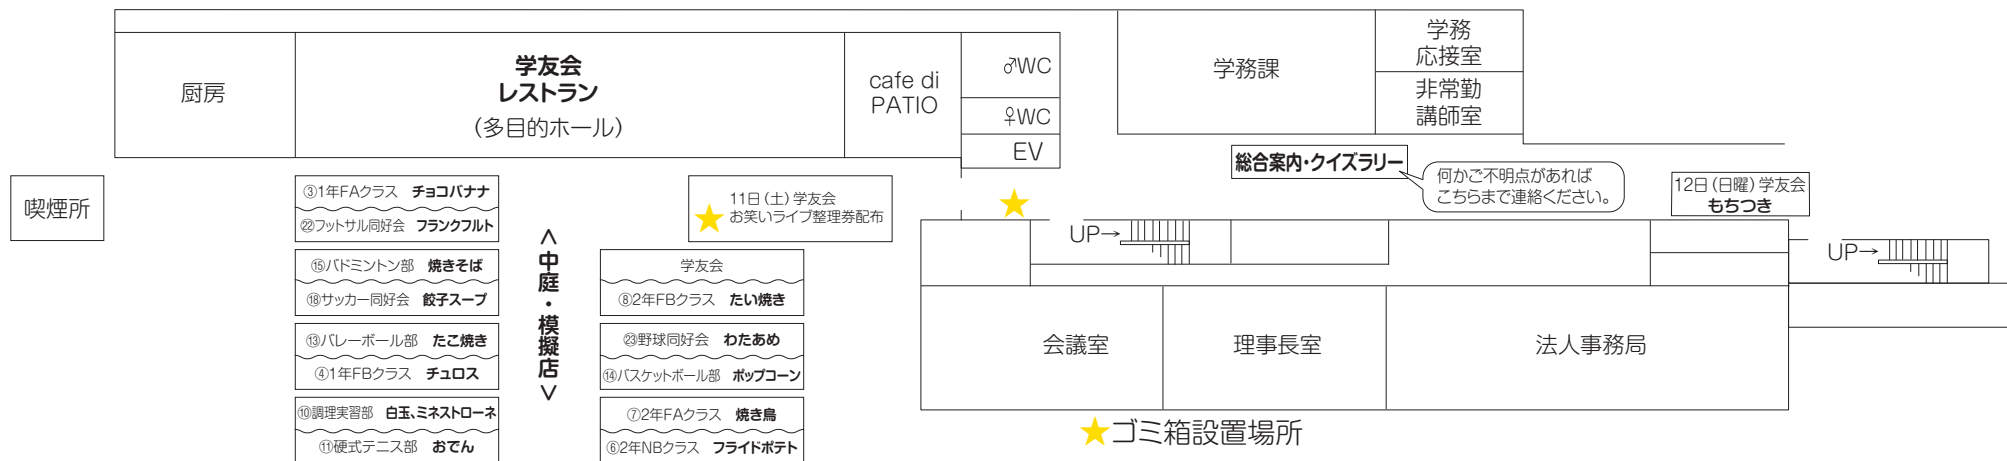 厨房
学友会
レストラン
（多目的ホール）
cafe di
PATIO
♂WC
♀WC
EV
学務課
学務
応接室
非常勤
講師室
総合案内・クイズラリー
何かご不明点があれば
こちらまで連絡ください。
12日（日曜）学友会
もちつき
喫煙所
③1年FAクラス チョコバナナ
㉒フットサル同好会 フランクフルト
⑮バドミントン部 焼きそば
⑱サッカー同好会 餃子スープ
⑬バレーボール部 たこ焼き
④1年FBクラス チュロス
⑩調理実習部 白玉、ミネストローネ
⑪硬式テニス部 おでん
＜中庭・模擬店＞
11日（土）学友会
お笑いライブ整理券配布
学友会
⑧2年FBクラス たい焼き
㉓野球同好会 わたあめ
⑭バスケットボール部 ポップコーン
⑦2年FAクラス 焼き鳥
⑥2年NBクラス フライドポテト
UP→
UP→
会議室
理事長室
法人事務局
★ゴミ箱設置場所